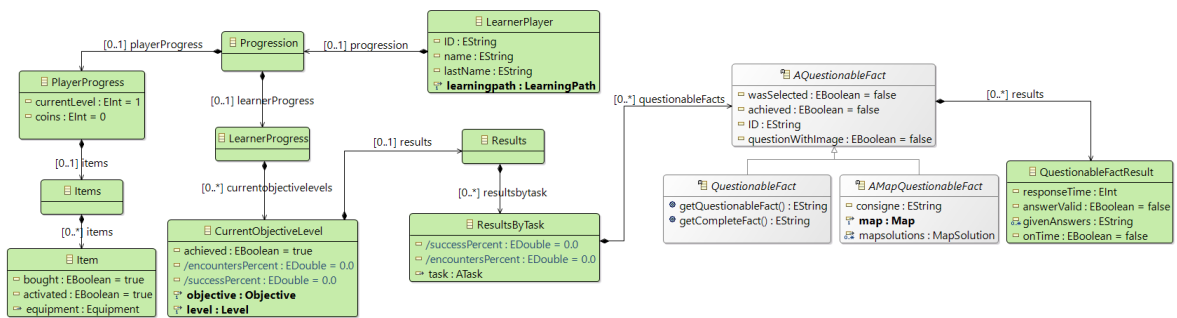 LearnerPlayer
ID : EString
name : EString
lastName : EString
learningpath : LearningPath
[0..1] progression
Progression
[0..1] playerProgress
PlayerProgress
currentLevel : EInt = 1
coins : EInt = 0
[0..1] learnerProgress
LearnerProgress
[0..1] items
Items
[0..*] items
Item
bought : EBoolean = true
activated : EBoolean = true
equipment : Equipment
[0..*] currentobjectivelevels
CurrentObjectiveLevel
achieved : EBoolean = true
/encountersPercent : EDouble = 0.0
/successPercent : EDouble = 0.0
objective : Objective
level : Level
[0..1] results
Results
[0..*] resultsbytask
ResultsByTask
/successPercent : EDouble = 0.0
/encountersPercent : EDouble = 0.0
task : ATask
[0..*] questionableFacts
AQuestionableFact
wasSelected : EBoolean = false
achieved : EBoolean = false
ID : EString
questionWithImage : EBoolean = false
QuestionableFact
getQuestionableFact() : EString
getCompleteFact() : EString
AMapQuestionableFact
consigne : EString
map : Map
mapsolutions : MapSolution
[0..*] results
QuestionableFactResult
responseTime : EInt
answerValid : EBoolean = false
givenAnswers : EString
onTime : EBoolean = false